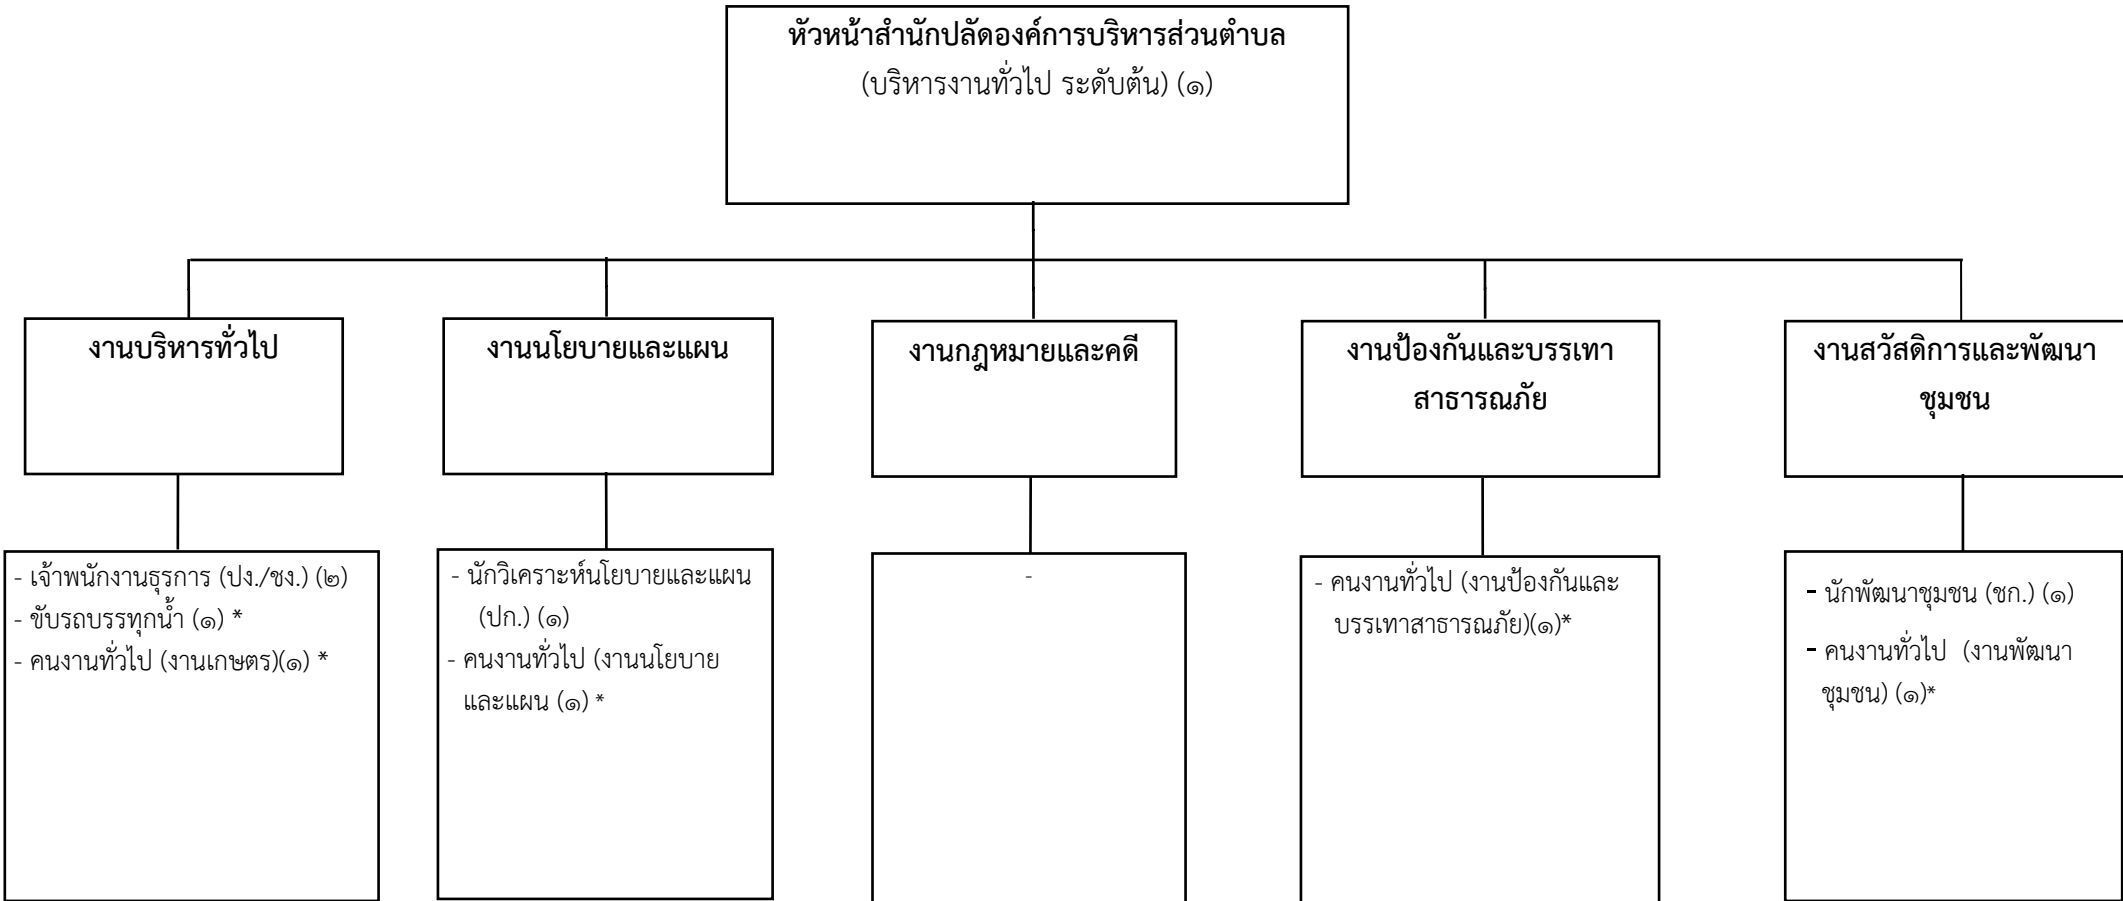 หัวหน้าสำนักปลัดองค์การบริหารส่วนตำบล
(บริหารงานทั่วไป ระดับต้น) (๑)
งานบริหารทั่วไป
งานนโยบายและแผน
งานกฎหมายและคดี
งานป้องกันและบรรเทา
สาธารณภัย
งานสวัสดิการและพัฒนา
ชุมชน
- เจ้าพนักงานธุรการ (ปง./ชง.) (๒)
- ขับรถบรรทุกน้ำ (๑) *
- คนงานทั่วไป (งานเกษตร)(๑) *
- นักวิเคราะห์นโยบายและแผน
(ปก.) (๑)
- คนงานทั่วไป (งานนโยบาย
และแผน (๑) *
-
- คนงานทั่วไป (งานป้องกันและ
บรรเทาสาธารณภัย)(๑)*
- นักพัฒนาชุมชน (ชก.) (๑)
- คนงานทั่วไป (งานพัฒนา
ชุมชน) (๑)*